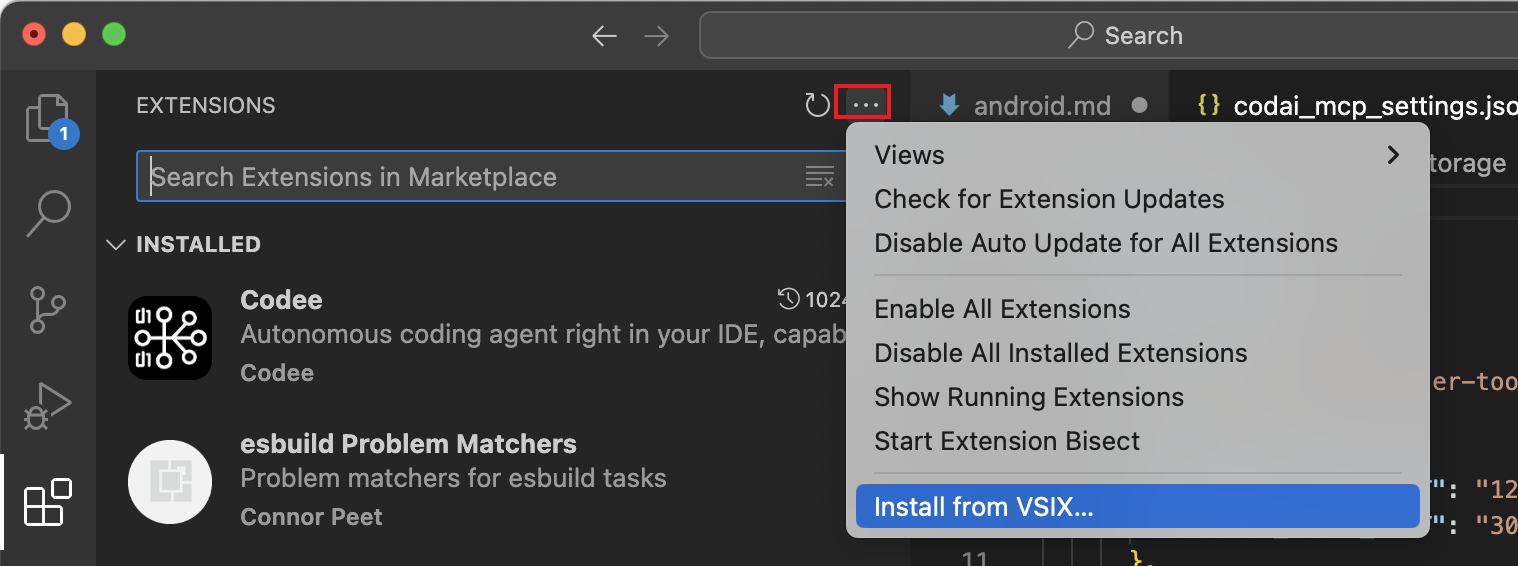 Search
EXTENSIONS
...
android.md
{} codai_mcp_settings.jso
1
Search Extensions in Marketplace
Views
torage
Check for Extension Updates
Disable Auto Update for All Extensions
INSTALLED
Codee
1024
Autonomous coding agent right in your IDE, capab
Codee
Enable All Extensions
Disable All Installed Extensions
er-too
Show Running Extensions
Start Extension Bisect
esbuild Problem Matchers
Problem matchers for esbuild tasks
Connor Peet
Install from VSIX...
": "12
": "30
11
},